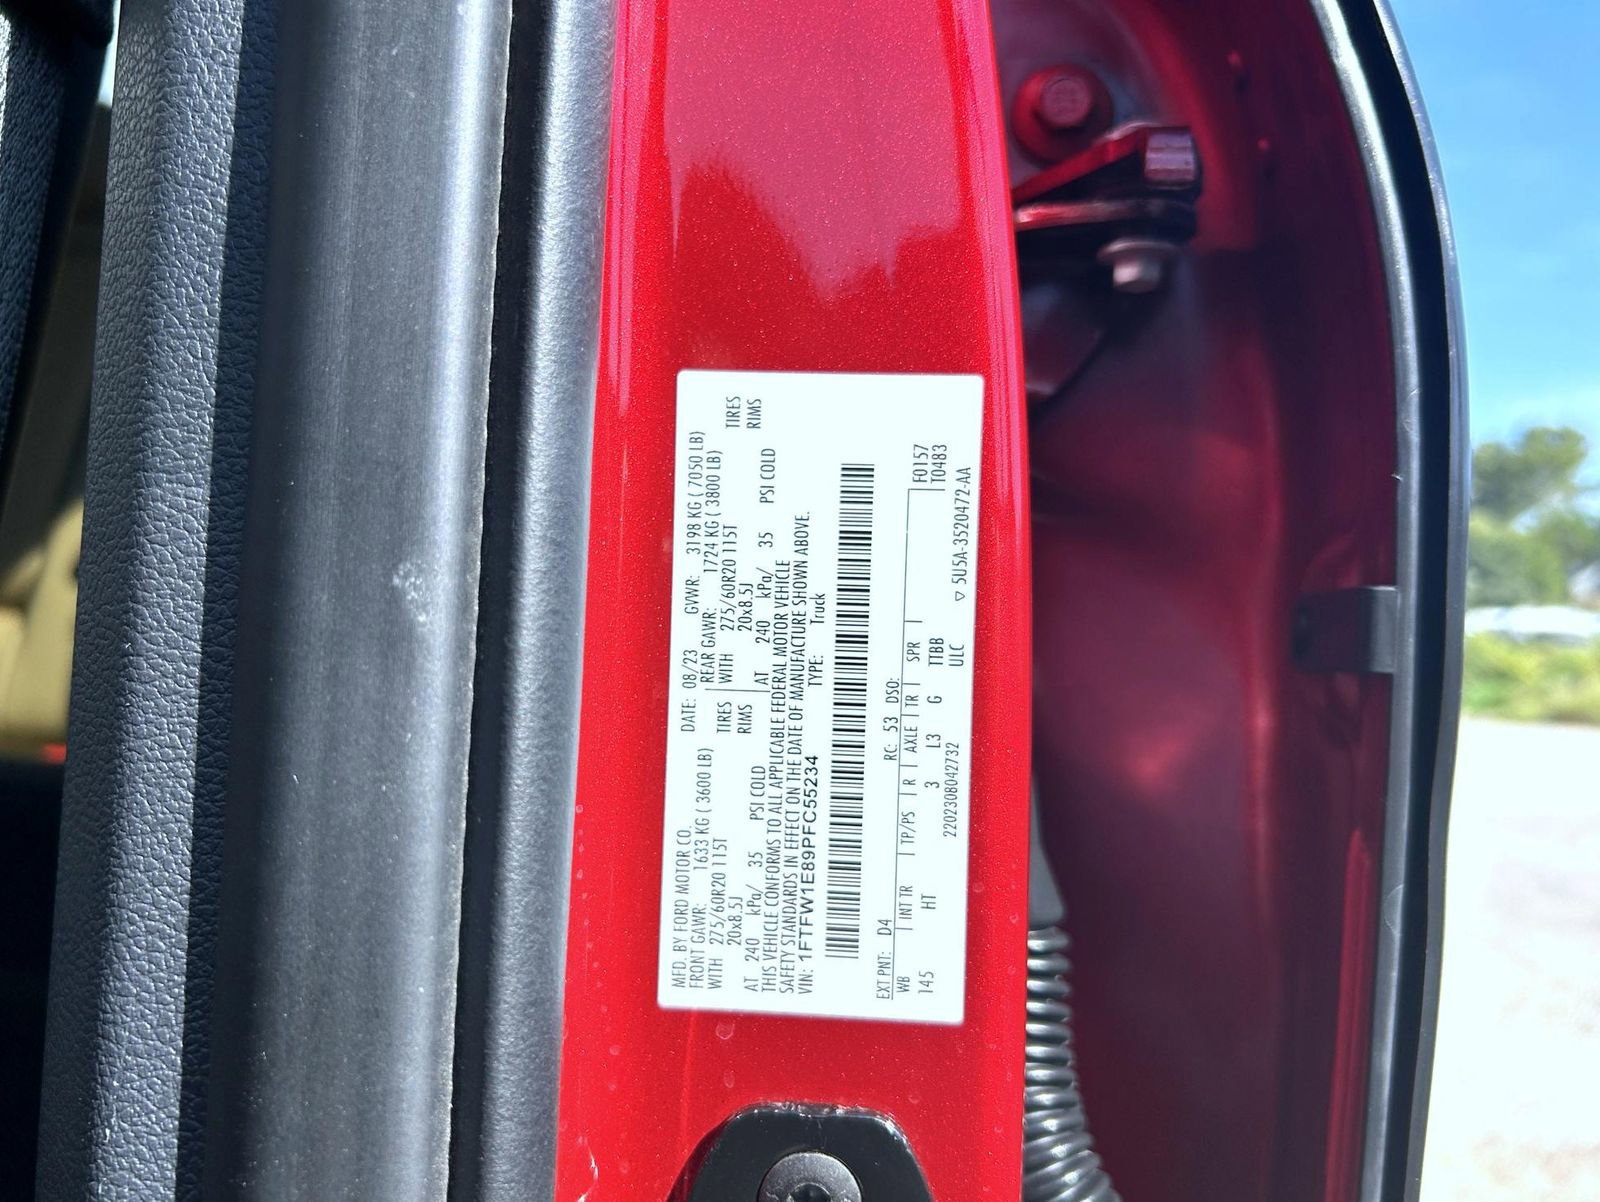 MFD. BY FORD MOTOR CO. DATE: 08/23 GVWR: 3198 KG ( 7050 LB)
FRONT GAWR: 1633 KG ( 3600 LB) REAR GAWR: 1724 KG ( 3800 LB)
WITH 275/60R20 115T TIRES WITH 275/60R20 115T TIRES
20x8.5J RIMS 20x8.5J RIMS
AT 240 kPa/ 35 PSI COLD AT 240 kPa/ 35 PSI COLD
THIS VEHICLE CONFORMS TO ALL APPLICABLE FEDERAL MOTOR VEHICLE
SAFETY STANDARDS IN EFFECT ON THE DATE OF MANUFACTURE SHOWN ABOVE.
VIN: 1FTFW1E89PFC55234 TYPE: Truck
EXT PNT: D4 RC: 53 DSO:
WB INT TR TP/PS R AXLE TR SPR F0157
145 HT 3 L3 G T1BB T0483
2202308042732 ULC ▽ 5U5A-3520472-AA